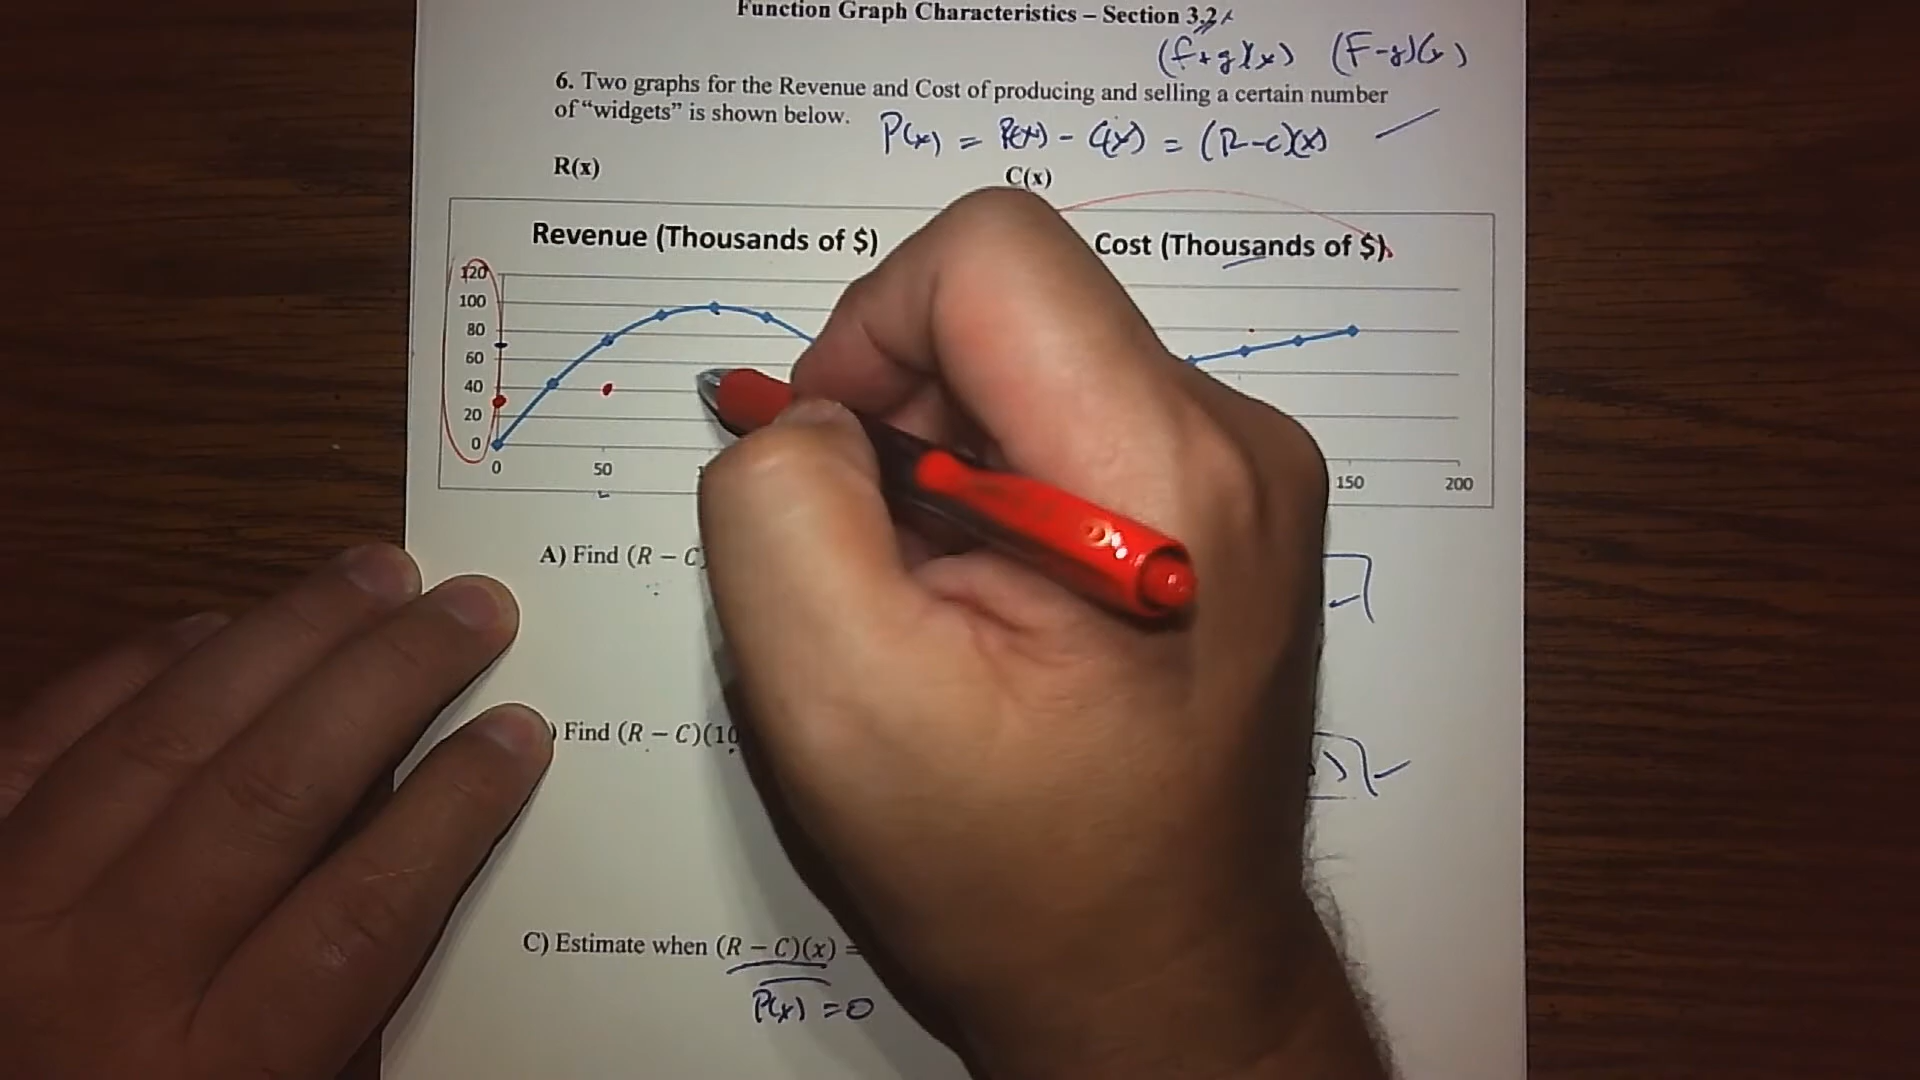 Function Graph Characteristics – Section 3.2
(f+g)(x) (F-g)(x)
6. Two graphs for the Revenue and Cost of producing and selling a certain number
of “widgets” is shown below.
P(x) = R(x) - C(x) = (R-C)(x)
R(x) C(x)
Revenue (Thousands of $) Cost (Thousands of $)
120
100
80
60
40
20
0
0 50 150 200
A) Find (R – C)
Find (R – C)(10
C) Estimate when (R – C)(x) =
P(x) = 0